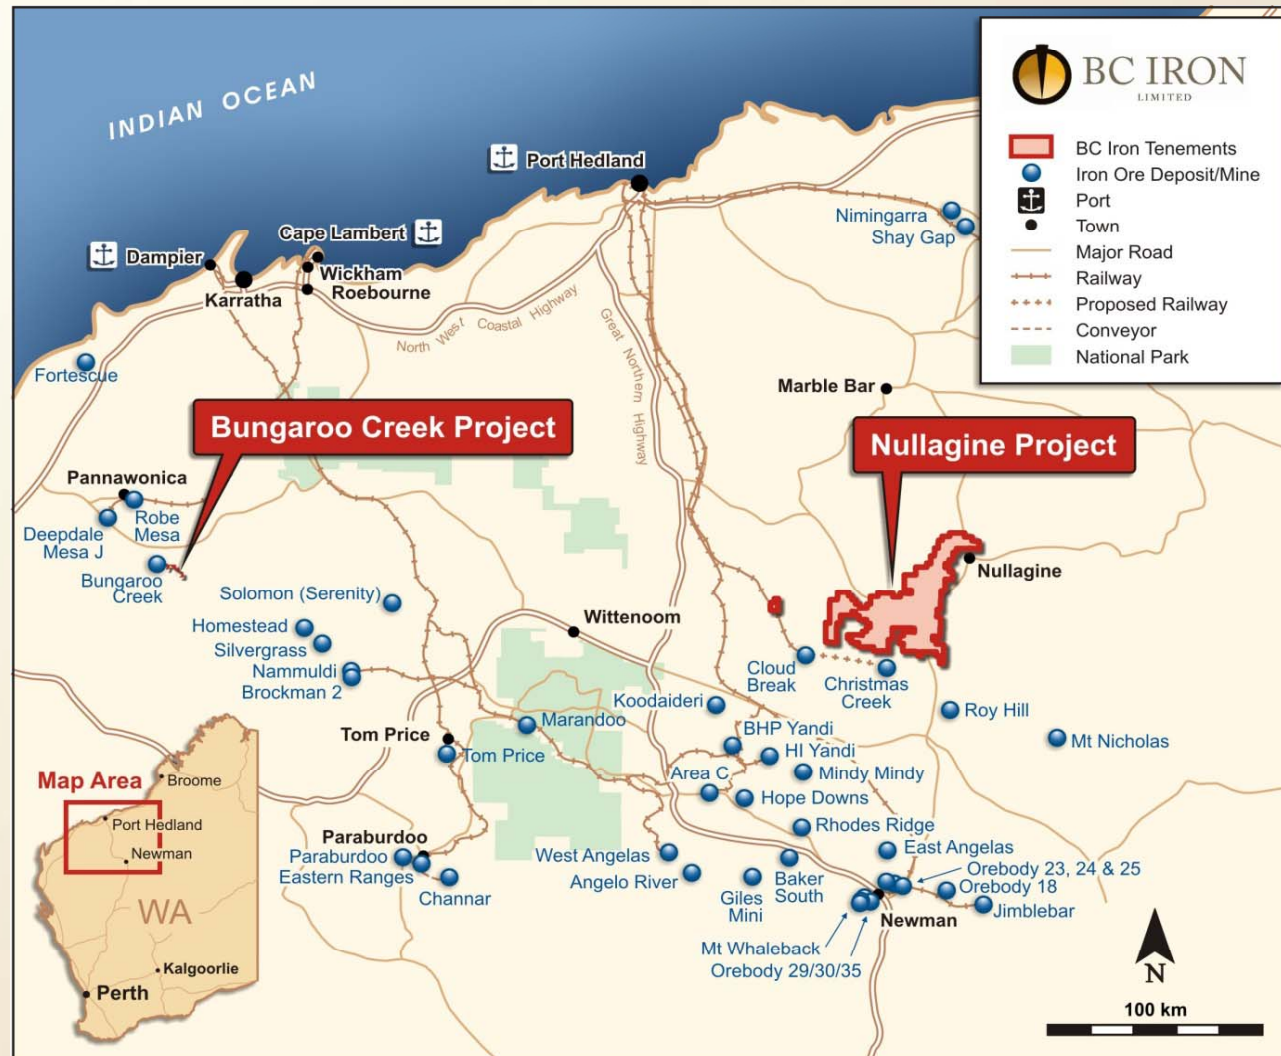 INDIAN OCEAN
BC IRON
LIMITED
BC Iron Tenements
Iron Ore Deposit/Mine
Port
Town
Major Road
Railway
Proposed Railway
Conveyor
National Park
Port Hedland
Nimingarra
Shay Gap
Cape Lambert
Dampier
Wickham
Roebourne
Karratha
North West Coastal Highway
Great Northern Highway
Fortescue
Marble Bar
Bungaroo Creek Project
Nullagine Project
Pannawonica
Robe
Mesa
Deepdale
Mesa J
Bungaroo
Creek
Nullagine
Solomon (Serenity)
Homestead
Silvergrass
Nammuldi
Brockman 2
Wittenoom
Cloud
Break
Christmas
Creek
Koodaideri
Roy Hill
Marandoo
BHP Yandi
Mt Nicholas
Tom Price
Tom Price
HI Yandi
Mindy Mindy
Area C
Hope Downs
Rhodes Ridge
Paraburdoo
Paraburdoo
Eastern Ranges
Channar
West Angelas
Angelo River
Giles
Mini
Baker
South
East Angelas
Orebody 23, 24 & 25
Orebody 18
Jimblebar
Newman
Mt Whaleback
Orebody 29/30/35
Map Area
Broome
Port Hedland
Newman
WA
Kalgoorlie
Perth
N
100 km